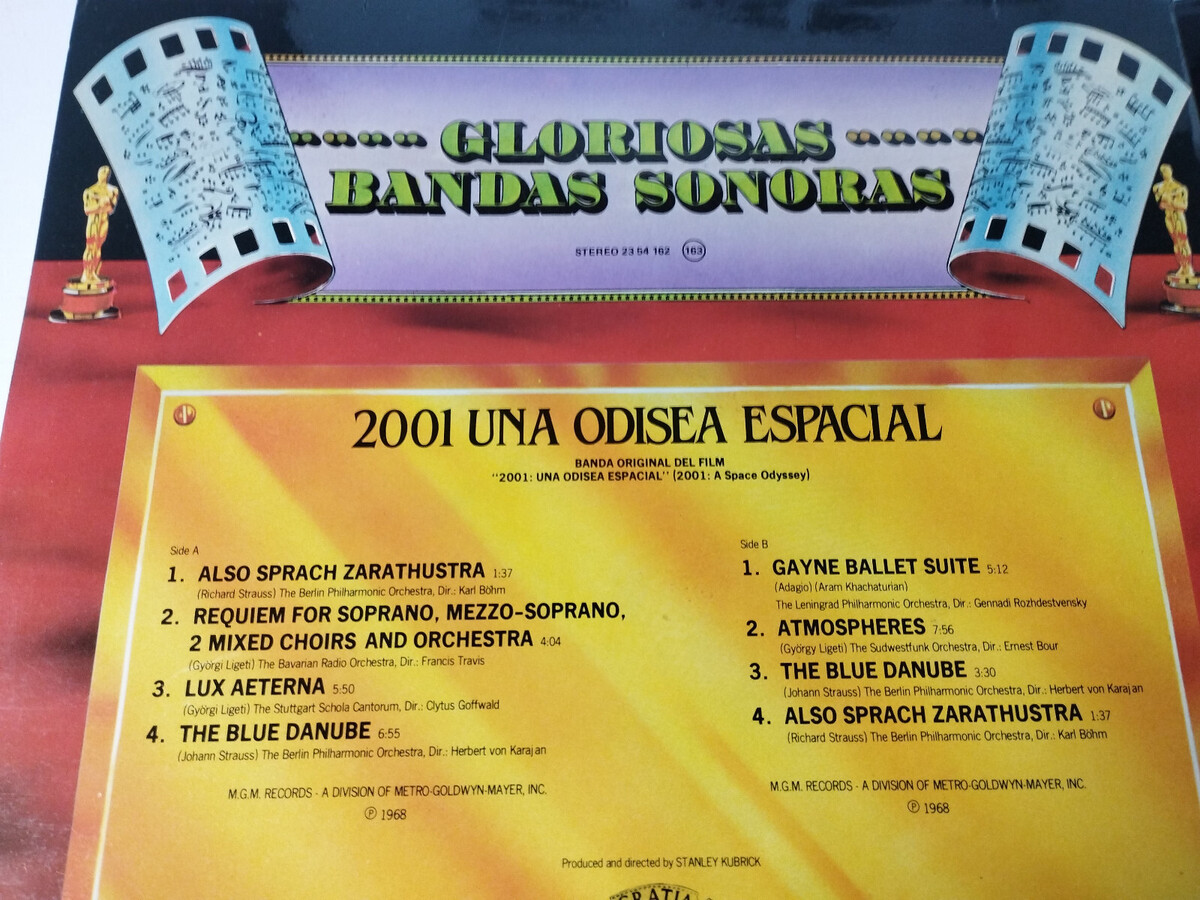 GLORIOSAS
BANDAS SONORAS
STEREO 23 54 162 163
2001 UNA ODISEA ESPACIAL
BANDA ORIGINAL DEL FILM
"2001: UNA ODISEA ESPACIAL" (2001: A Space Odyssey)
Side A
1. ALSO SPRACH ZARATHUSTRA 1:37
(Richard Strauss) The Berlin Philharmonic Orchestra, Dir.: Karl Böhm
2. REQUIEM FOR SOPRANO, MEZZO-SOPRANO,
2 MIXED CHOIRS AND ORCHESTRA 4:04
(Györgi Ligeti) The Bavarian Radio Orchestra, Dir.: Francis Travis
3. LUX AETERNA 5:50
(Györgi Ligeti) The Stuttgart Schola Cantorum, Dir.: Clytus Goffwald
4. THE BLUE DANUBE 6:55
(Johann Strauss) The Berlin Philharmonic Orchestra, Dir.: Herbert von Karajan
M.G.M. RECORDS - A DIVISION OF METRO-GOLDWYN-MAYER, INC.
℗ 1968
Side B
1. GAYNE BALLET SUITE 5:12
(Adagio) (Aram Khachaturian)
The Leningrad Philharmonic Orchestra, Dir.: Gennadi Rozhdestvensky
2. ATMOSPHERES 7:56
(György Ligeti) The Sudwestfunk Orchestra, Dir.: Ernest Bour
3. THE BLUE DANUBE 3:30
(Johann Strauss) The Berlin Philharmonic Orchestra, Dir.: Herbert von Karajan
4. ALSO SPRACH ZARATHUSTRA 1:37
(Richard Strauss) The Berlin Philharmonic Orchestra, Dir.: Karl Böhm
M.G.M. RECORDS - A DIVISION OF METRO-GOLDWYN-MAYER, INC.
℗ 1968
Produced and directed by STANLEY KUBRICK
GRATIA